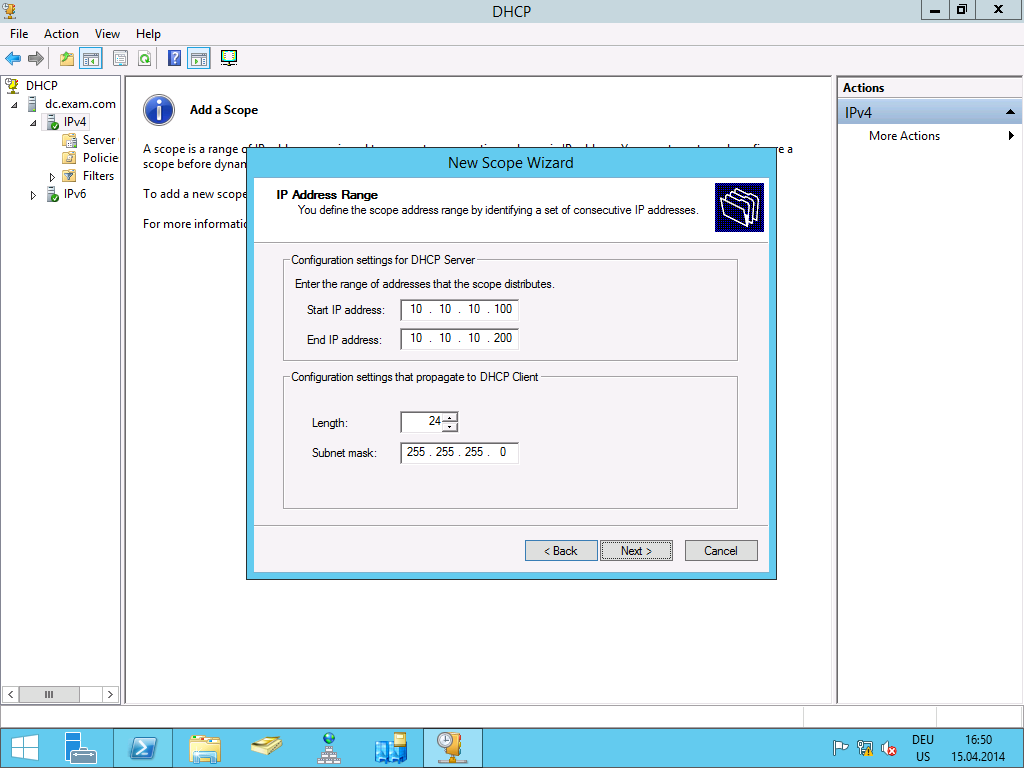 DHCP
File Action View Help
DHCP
dc.exam.com
IPv4
Server
Policie
Filters
IPv6
Add a Scope
A scope is a range of
scope before dynam
To add a new scope
For more informatio
Actions
IPv4
More Actions
New Scope Wizard
IP Address Range
You define the scope address range by identifying a set of consecutive IP addresses.
Configuration settings for DHCP Server
Enter the range of addresses that the scope distributes.
Start IP address: 10 . 10 . 10 . 100
End IP address: 10 . 10 . 10 . 200
Configuration settings that propagate to DHCP Client
Length: 24
Subnet mask: 255 . 255 . 255 . 0
< Back Next > Cancel
DEU 16:50
US 15.04.2014